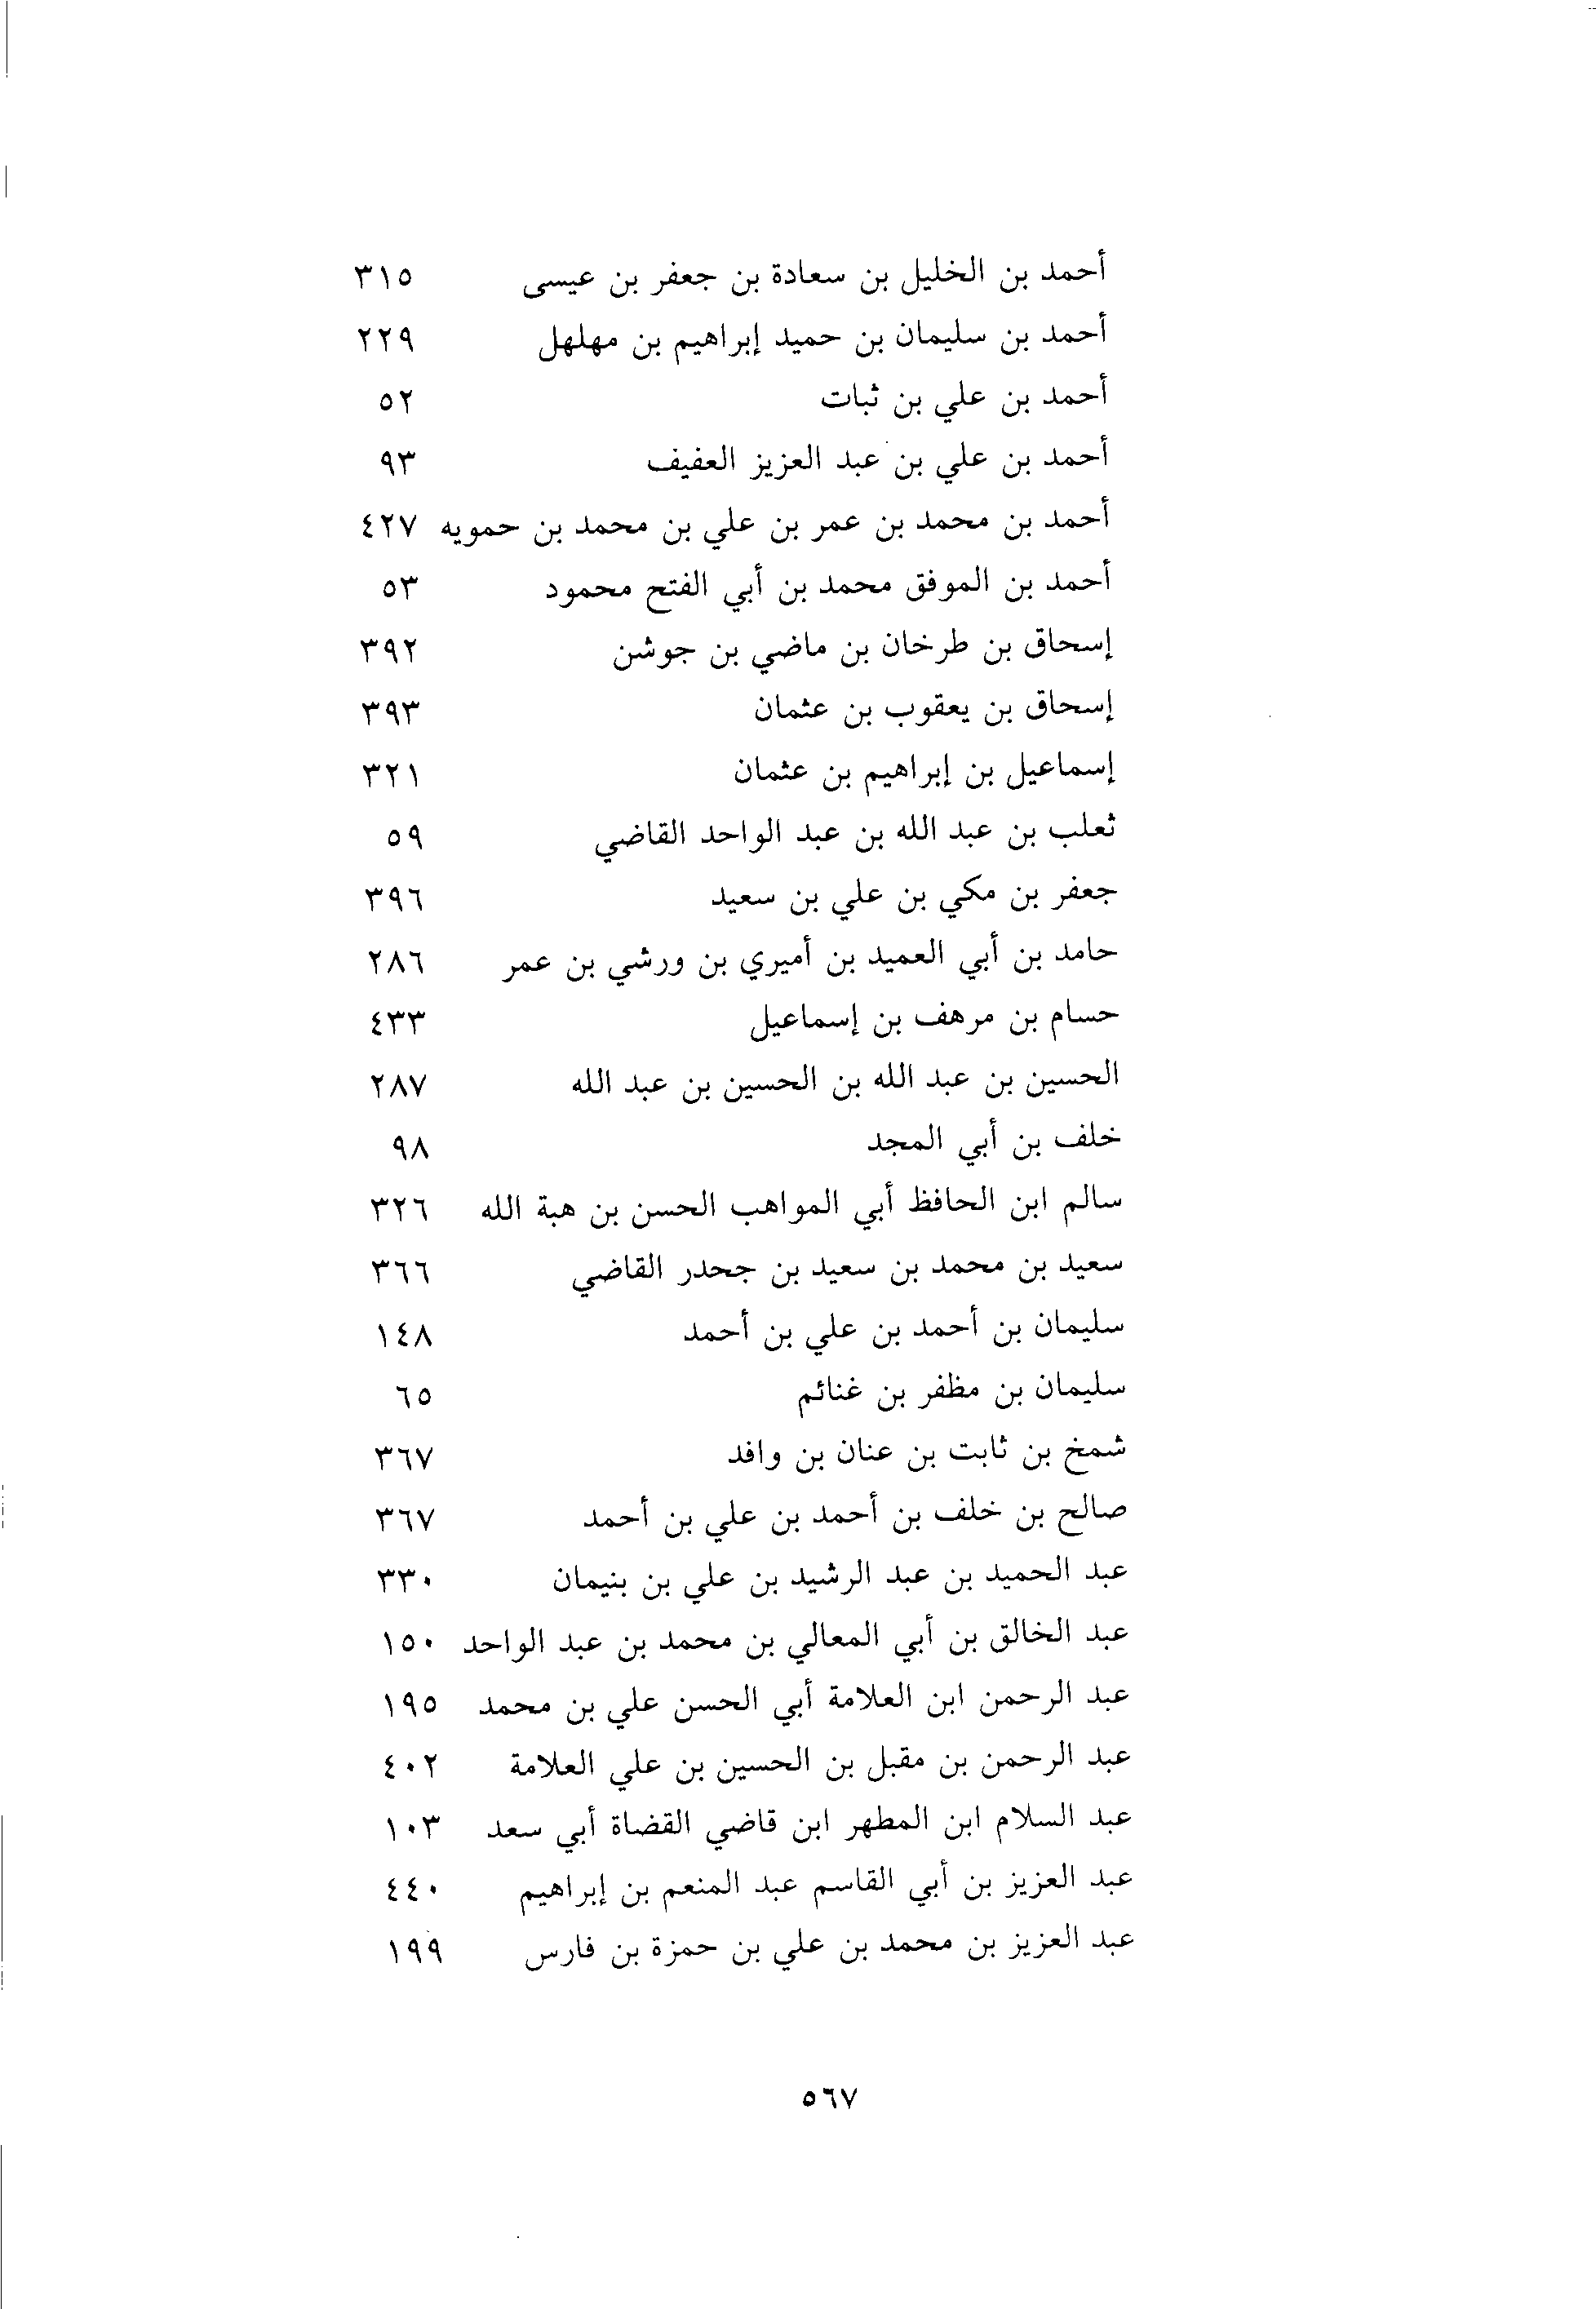 أحمد بن الخليل بن سعادة بن جعفر بن عيسى ٣١٥
أحمد بن سليمان بن حميد إبراهيم بن مهلهل ٢٢٩
أحمد بن علي بن ثبات ٥٢
أحمد بن علي بن عبد العزيز العفيف ٩٣
أحمد بن محمد بن عمر بن علي بن محمد بن حمويه ٤٢٧
أحمد بن الموفق محمد بن أبي الفتح محمود ٥٣
إسحاق بن طرخان بن ماضي بن جوشن ٣٩٢
إسحاق بن يعقوب بن عثمان ٣٩٣
إسماعيل بن إبراهيم بن عثمان ٣٢١
ثعلب بن عبد الله بن عبد الواحد القاضي ٥٩
جعفر بن مكي بن علي بن سعيد ٣٩٦
حامد بن أبي العميد بن أميري بن ورشي بن عمر ٢٨٦
حسام بن مرهف بن إسماعيل ٤٣٣
الحسين بن عبد الله بن الحسين بن عبد الله ٢٨٧
خلف بن أبي المجد ٩٨
سالم ابن الحافظ أبي المواهب الحسن بن هبة الله ٣٢٦
سعيد بن محمد بن سعيد بن جحدر القاضي ٣٦٦
سليمان بن أحمد بن علي بن أحمد ١٤٨
سليمان بن مظفر بن غنائم ٦٥
شمخ بن ثابت بن عنان بن وافد ٣٦٧
صالح بن خلف بن أحمد بن علي بن أحمد ٣٦٧
عبد الحميد بن عبد الرشيد بن علي بن بنيمان ٣٣٠
عبد الخالق بن أبي المعالي بن محمد بن عبد الواحد ١٥٠
عبد الرحمن ابن العلامة أبي الحسن علي بن محمد ١٩٥
عبد الرحمن بن مقبل بن الحسين بن علي العلامة ٤٠٢
عبد السلام ابن المطهر ابن قاضي القضاة أبي سعد ١٠٣
عبد العزيز بن أبي القاسم عبد المنعم بن إبراهيم ٤٤٠
عبد العزيز بن محمد بن علي بن حمزة بن فارس ١٩٩
٥٦٧